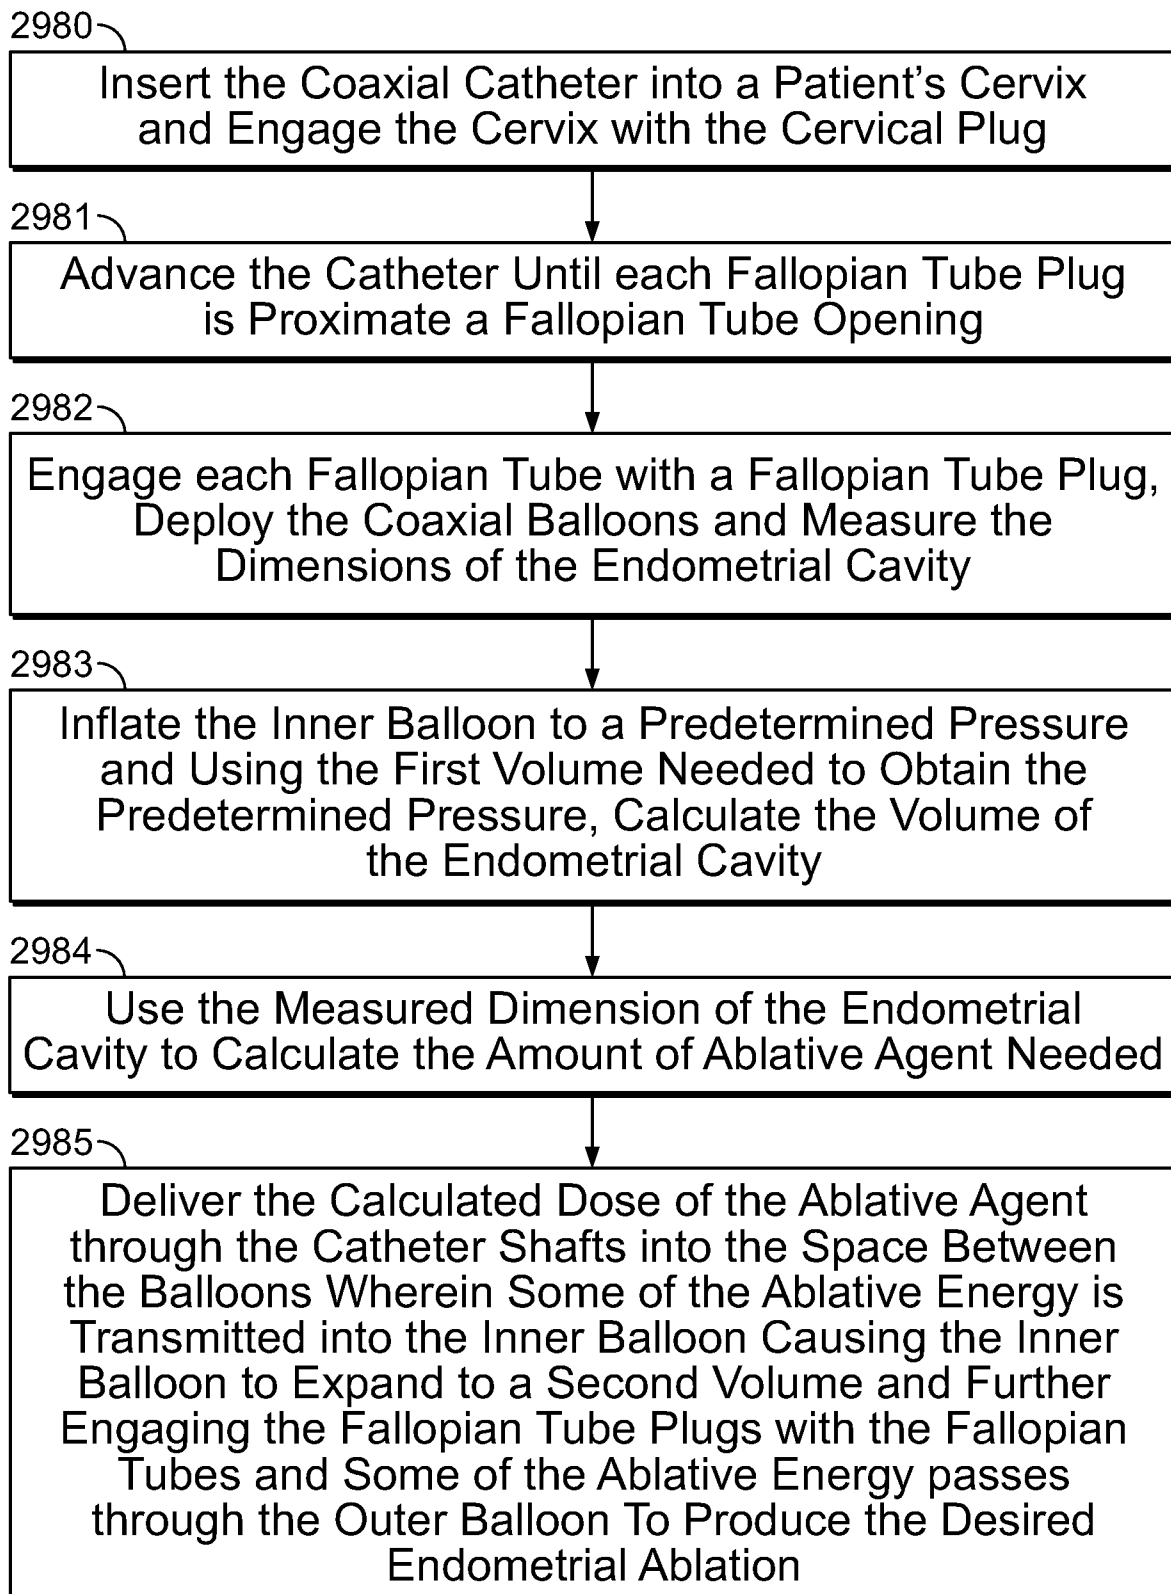 2980
Insert the Coaxial Catheter into a Patient's Cervix
and Engage the Cervix with the Cervical Plug
2981
Advance the Catheter Until each Fallopian Tube Plug
is Proximate a Fallopian Tube Opening
2982
Engage each Fallopian Tube with a Fallopian Tube Plug,
Deploy the Coaxial Balloons and Measure the
Dimensions of the Endometrial Cavity
2983
Inflate the Inner Balloon to a Predetermined Pressure
and Using the First Volume Needed to Obtain the
Predetermined Pressure, Calculate the Volume of
the Endometrial Cavity
2984
Use the Measured Dimension of the Endometrial
Cavity to Calculate the Amount of Ablative Agent Needed
2985
Deliver the Calculated Dose of the Ablative Agent
through the Catheter Shafts into the Space Between
the Balloons Wherein Some of the Ablative Energy is
Transmitted into the Inner Balloon Causing the Inner
Balloon to Expand to a Second Volume and Further
Engaging the Fallopian Tube Plugs with the Fallopian
Tubes and Some of the Ablative Energy passes
through the Outer Balloon To Produce the Desired
Endometrial Ablation